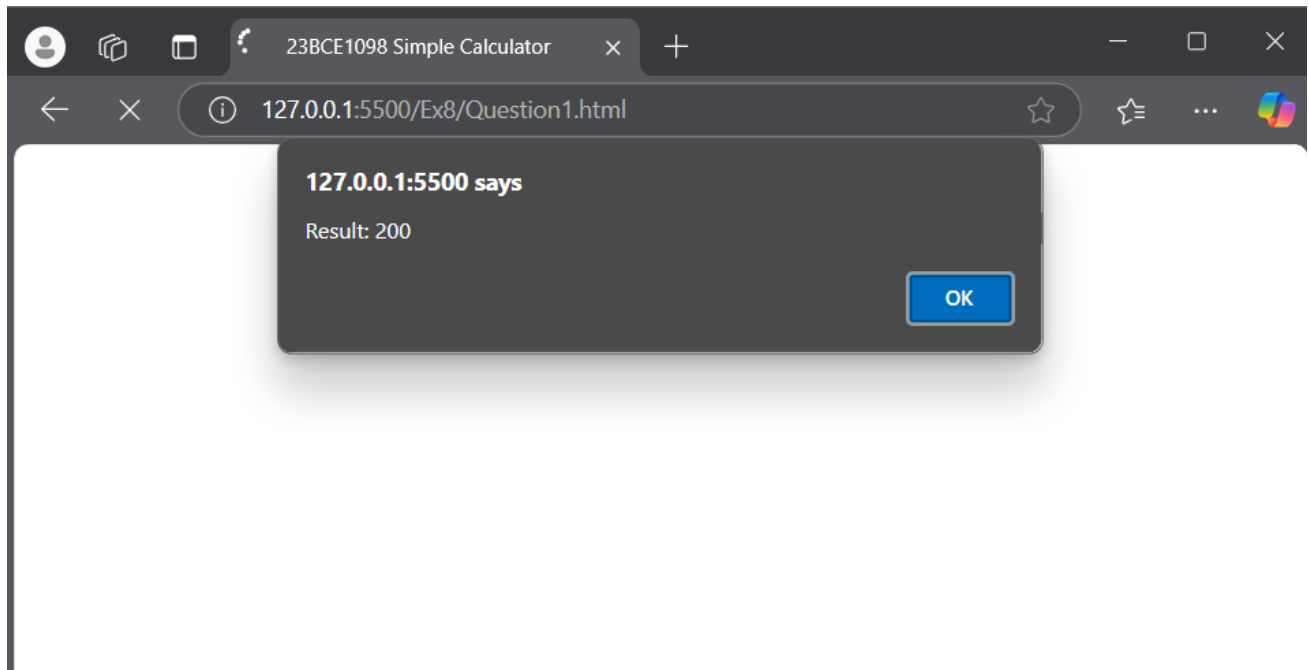 23BCE1098 Simple Calculator
127.0.0.1:5500/Ex8/Question1.html
127.0.0.1:5500 says
Result: 200
OK